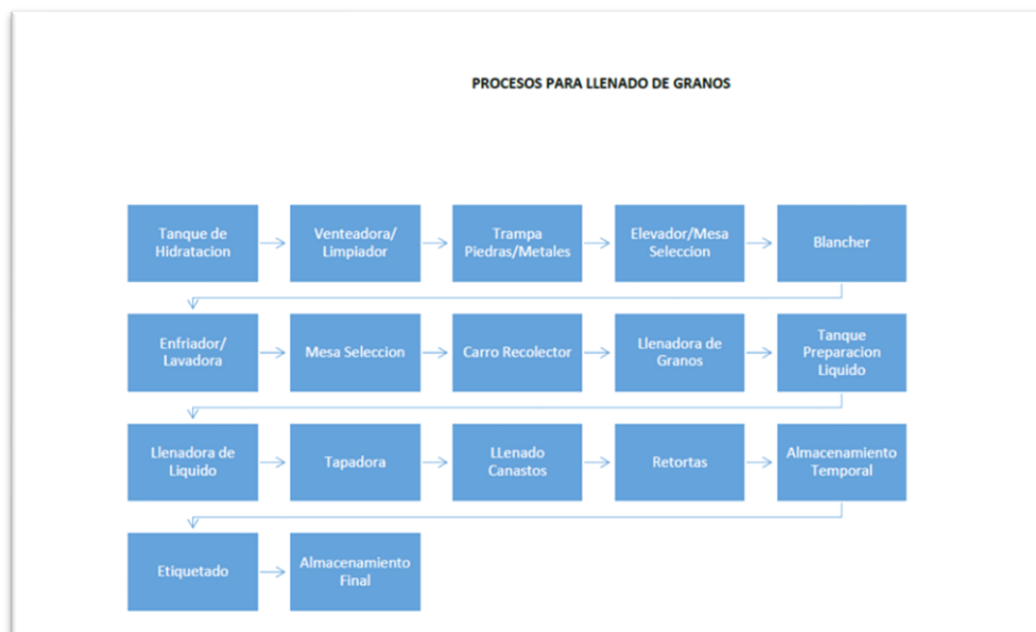 PROCESOS PARA LLENADO DE GRANOS
Tanque de
Hidratacion
Venteadora/
Limpiador
Trampa
Piedras/Metales
Elevador/Mesa
Seleccion
Blancher
Enfriador/
Lavadora
Mesa Seleccion
Carro Recolector
Llenadora de
Granos
Tanque
Preparacion
Liquido
Llenadora de
Liquido
Tapadora
LLenado
Canastos
Retortas
Almacenamiento
Temporal
Etiquetado
Almacenamiento
Final